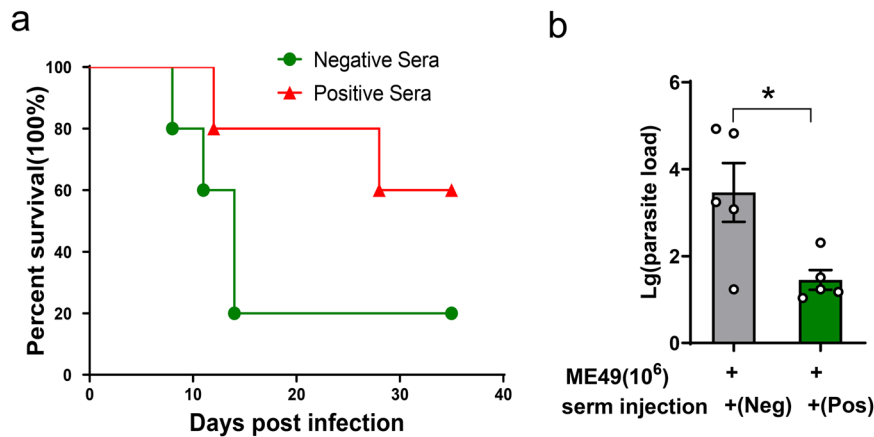 a
Negative Sera
Positive Sera
Percent survival(100%)
100
80
60
40
20
0
0 10 20 30 40
Days post infection
b
*
Lg(parasite load)
6
4
2
0
ME49(10⁶) + +
serm injection +(Neg) +(Pos)